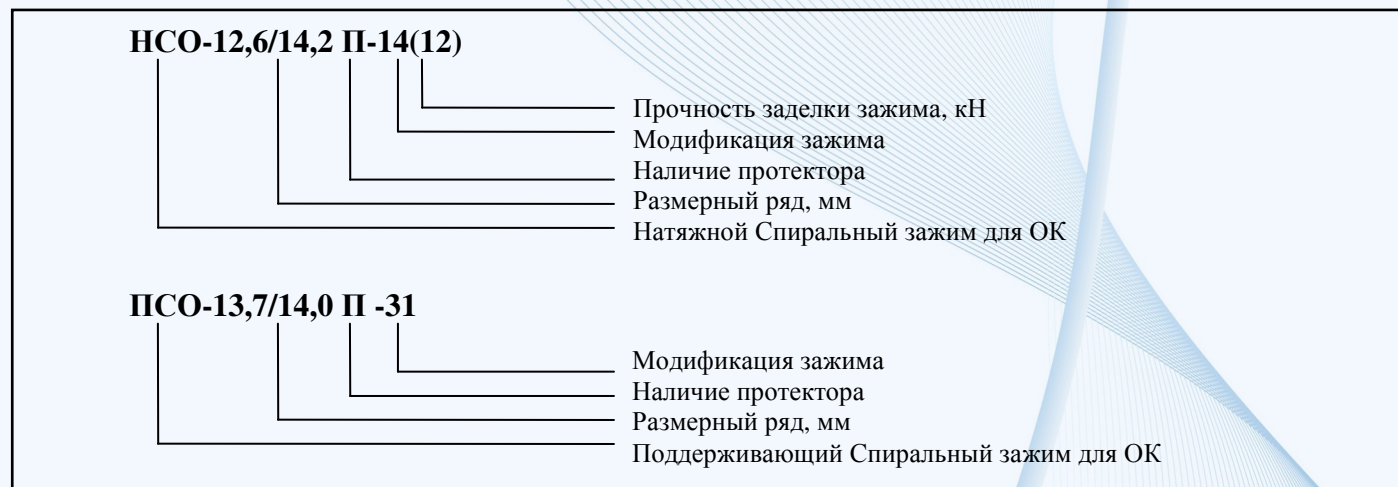 НСО-12,6/14,2 П-14(12)
Прочность заделки зажима, кН
Модификация зажима
Наличие протектора
Размерный ряд, мм
Натяжной Спиральный зажим для ОК
ПСО-13,7/14,0 П -31
Модификация зажима
Наличие протектора
Размерный ряд, мм
Поддерживающий Спиральный зажим для ОК